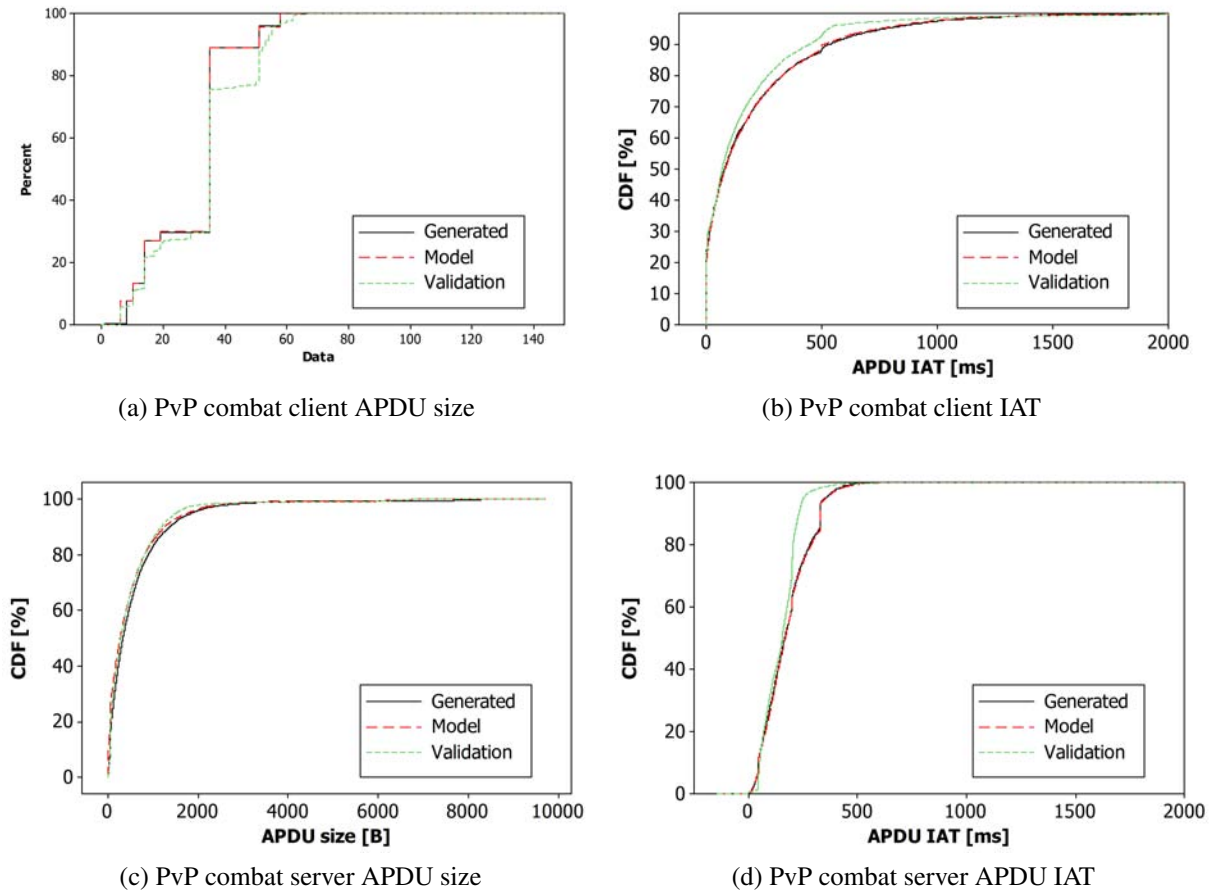 100
80
60
40
20
0
Percent
0 20 40 60 80 100 120 140
Data
Generated
Model
Validation
(a) PvP combat client APDU size
90
80
70
60
50
40
30
20
10
0
CDF [%]
0 500 1000 1500 2000
APDU IAT [ms]
Generated
Model
Validation
(b) PvP combat client IAT
100
80
60
40
20
0
CDF [%]
0 2000 4000 6000 8000 10000
APDU size [B]
Generated
Model
Validation
(c) PvP combat server APDU size
100
80
60
40
20
0
CDF [%]
0 500 1000 1500 2000
APDU IAT [ms]
Generated
Model
Validation
(d) PvP combat server APDU IAT